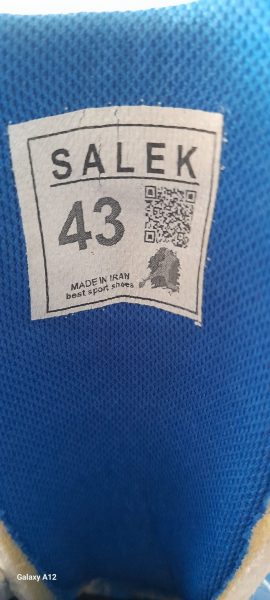 SALEK
43
MADE IN IRAN
best sport shoes
Galaxy A12